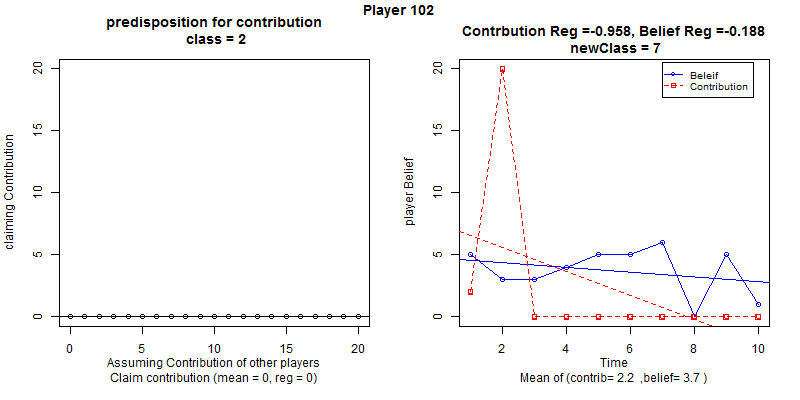 Player 102
predisposition for contribution
class = 2
claiming Contribution
20
15
10
5
0
0 5 10 15 20
Assuming Contribution of other players
Claim contribution (mean = 0, reg = 0)
Contrbution Reg =-0.958, Belief Reg =-0.188
newClass = 7
Beleif
Contribution
player Belief
20
15
10
5
0
2 4 6 8 10
Time
Mean of (contrib= 2.2 ,belief= 3.7 )